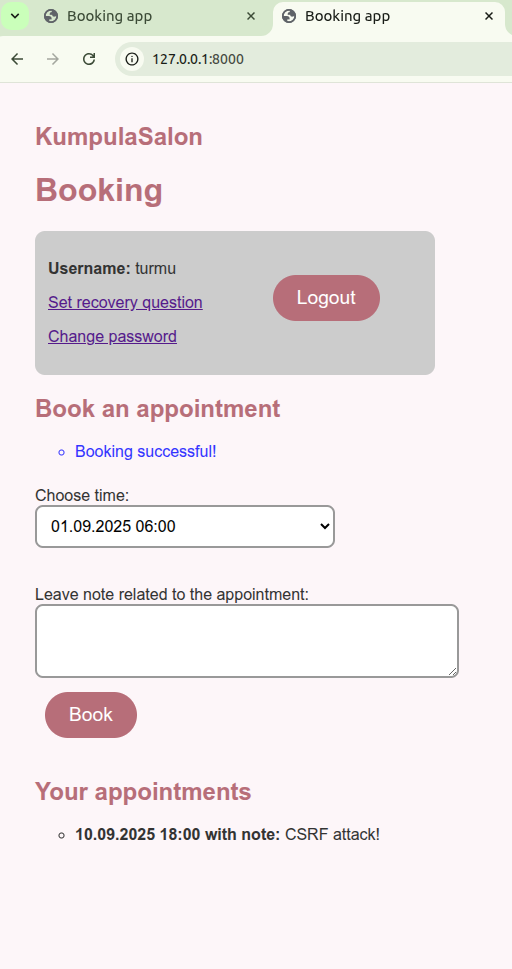 Booking app
Booking app
127.0.0.1:8000
KumpulaSalon
Booking
Username: turmu
Logout
Set recovery question
Change password
Book an appointment
Booking successful!
Choose time:
01.09.2025 06:00
Leave note related to the appointment:
Book
Your appointments
10.09.2025 18:00 with note: CSRF attack!